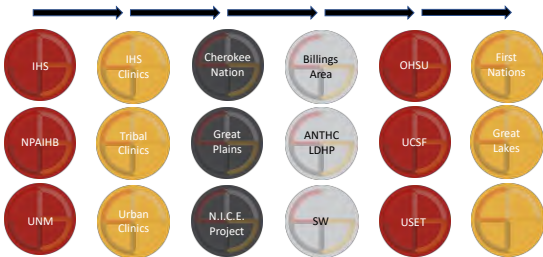 IHS
IHS
Clinics
Cherokee
Nation
Billings
Area
OHSU
First
Nations
NPAIHB
Tribal
Clinics
Great
Plains
ANTHC
LDHP
UCSF
Great
Lakes
UNM
Urban
Clinics
N.I.C.E.
Project
SW
USET